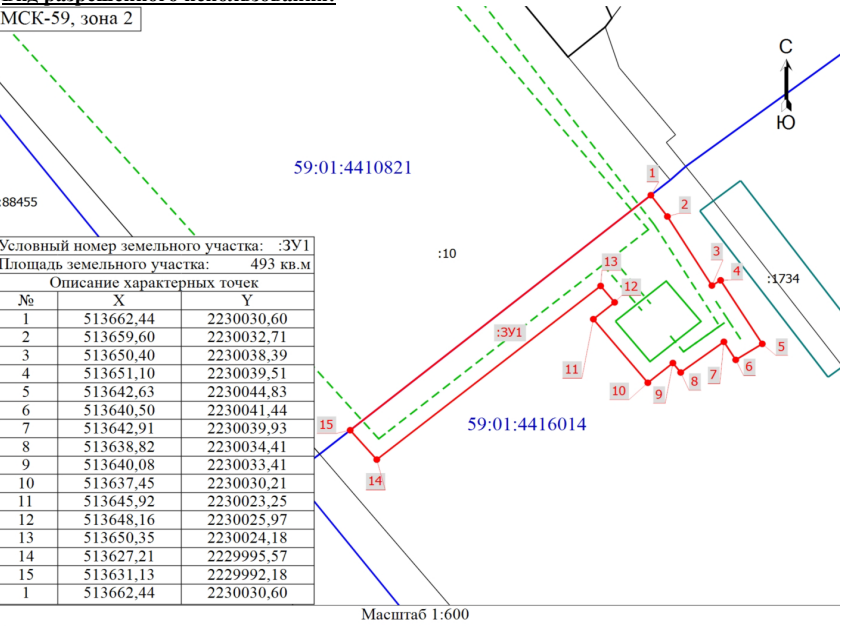 Вид разрешенного использования:
МСК-59, зона 2
С
Ю
59:01:4410821
:88455
:10
:1734
:ЗУ1
59:01:4416014
1
2
3
4
5
6
7
8
9
10
11
12
13
14
15
Условный номер земельного участка: :ЗУ1
Площадь земельного участка: 493 кв.м
Описание характерных точек
№ X Y
1 513662,44 2230030,60
2 513659,60 2230032,71
3 513650,40 2230038,39
4 513651,10 2230039,51
5 513642,63 2230044,83
6 513640,50 2230041,44
7 513642,91 2230039,93
8 513638,82 2230034,41
9 513640,08 2230033,41
10 513637,45 2230030,21
11 513645,92 2230023,25
12 513648,16 2230025,97
13 513650,35 2230024,18
14 513627,21 2229995,57
15 513631,13 2229992,18
1 513662,44 2230030,60
Масштаб 1:600